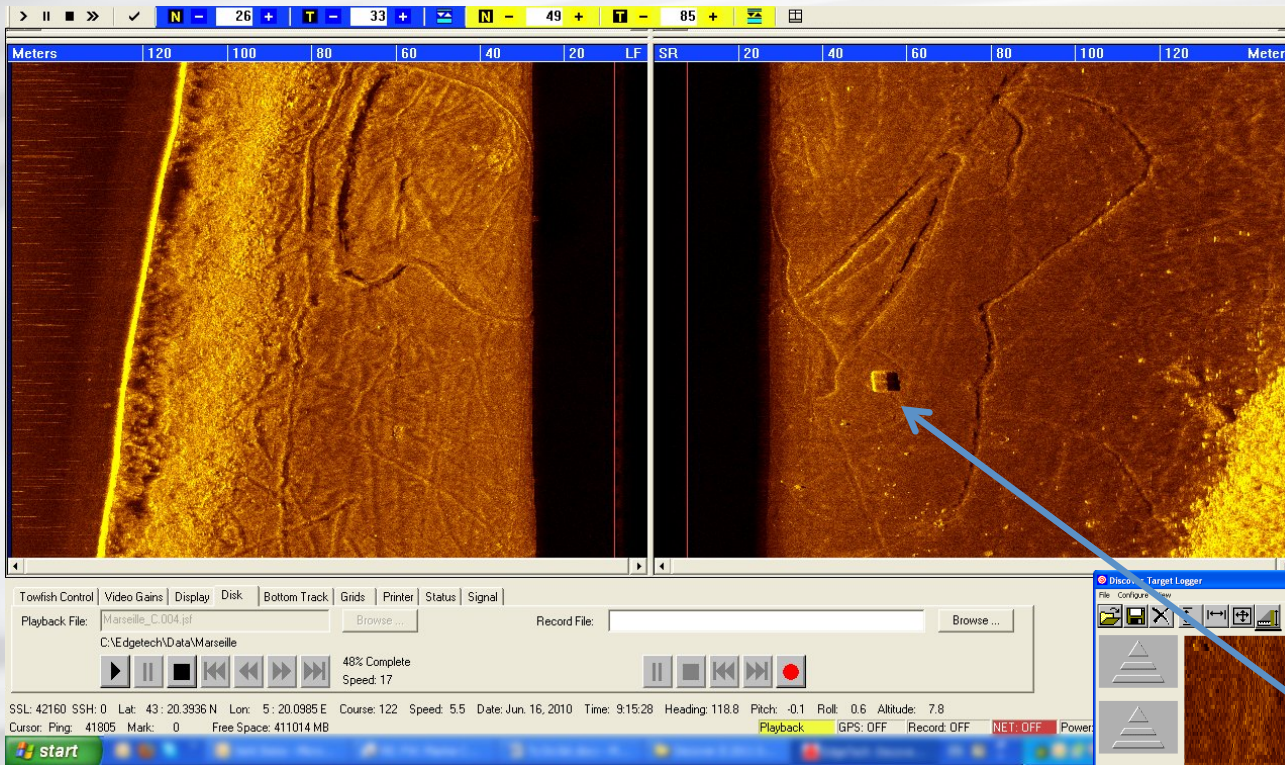 N - 26 + T - 33 + N - 49 + T - 85 +
Meters 120 100 80 60 40 20 LF SR 20 40 60 80 100 120 Meter
Towfish Control Video Gains Display Disk Bottom Track Grids Printer Status Signal
Playback File: Marseille_C.004.jsf Browse ... Record File: Browse ...
C:\Edgetech\Data\Marseille
48% Complete
Speed: 17
Discover Target Logger
File Configure View
SSL: 42160 SSH: 0 Lat: 43 : 20.3936 N Lon: 5 : 20.0985 E Course: 122 Speed: 5.5 Date: Jun. 16, 2010 Time: 9:15:28 Heading: 118.8 Pitch: -0.1 Roll: 0.6 Altitude: 7.8
Cursor: Ping: 41805 Mark: 0 Free Space: 411014 MB Playback GPS: OFF Record: OFF NET: OFF Power:
start